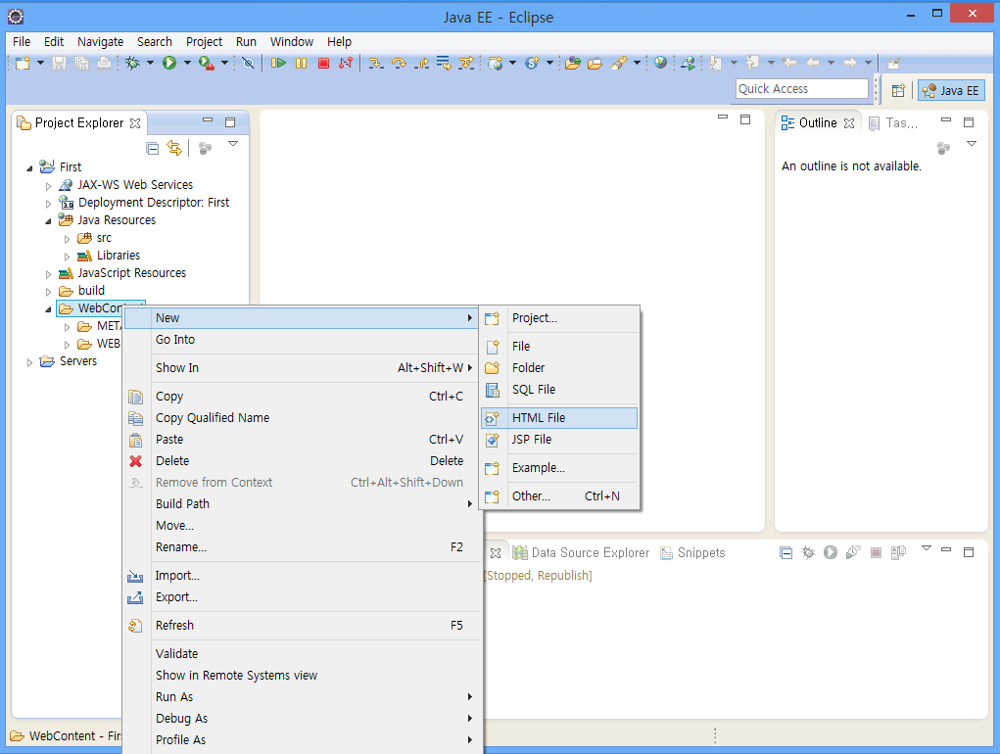 Java EE - Eclipse
File Edit Navigate Search Project Run Window Help
Quick Access
Java EE
Project Explorer
First
JAX-WS Web Services
3.0 Deployment Descriptor: First
Java Resources
src
Libraries
JavaScript Resources
build
WebCon
META
WEB
Servers
Outline Tas...
An outline is not available.
New
Go Into
Show In Alt+Shift+W
Copy Ctrl+C
Copy Qualified Name
Paste Ctrl+V
Delete Delete
Remove from Context Ctrl+Alt+Shift+Down
Build Path
Move...
Rename... F2
Import...
Export...
Refresh F5
Validate
Show in Remote Systems view
Run As
Debug As
Profile As
Project...
File
Folder
SQL File
HTML File
JSP File
Example...
Other... Ctrl+N
Data Source Explorer Snippets
[Stopped, Republish]
WebContent - Fir